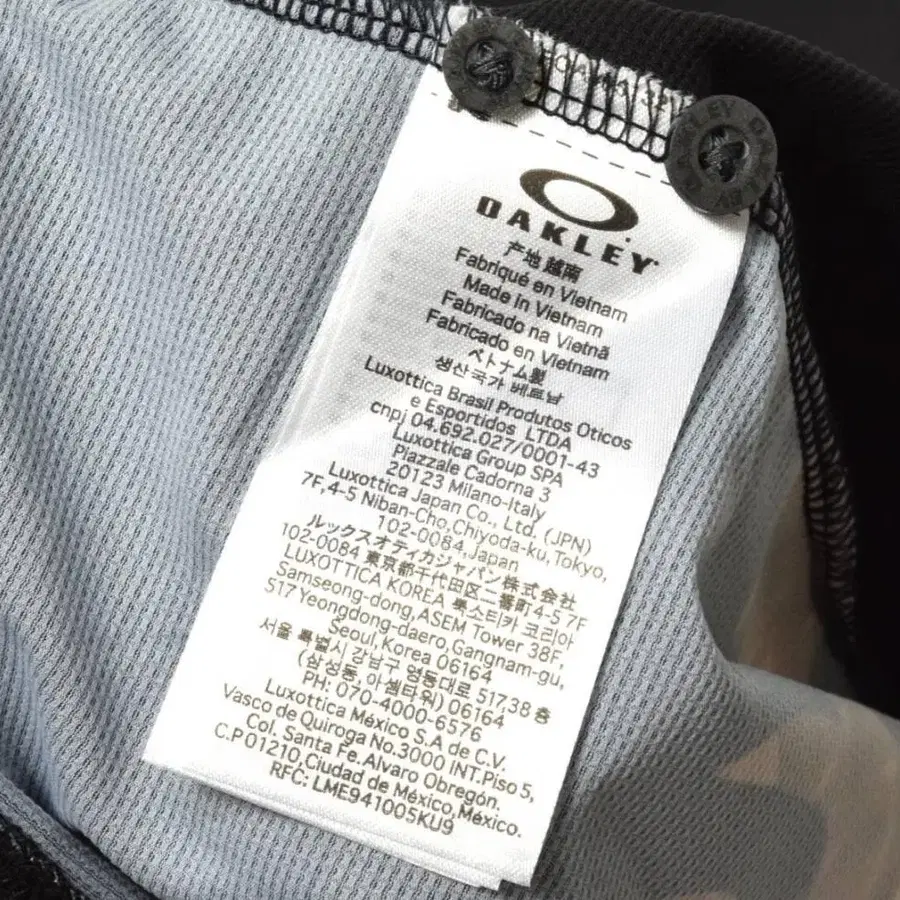 OAKLEY
产地 越南
Fabriqué en Vietnam
Made in Vietnam
Fabricado na Vietnã
Fabricado en Vietnam
ベトナム製
생산국가 베트남
Luxottica Brasil Produtos Oticos
e Esportidos LTDA
cnpj 04.692.027/0001-43
Luxottica Group SPA
Piazzale Cadorna 3
20123 Milano-Italy
Luxottica Japan Co., Ltd. (JPN)
7F,4-5 Niban-Cho,Chiyoda-ku,Tokyo,
102-0084,Japan
ルックスオティカジャパン株式会社
102-0084 東京都千代田区二番町4-5 7F
LUXOTTICA KOREA 룩소티카 코리아
Samseong-dong,ASEM Tower 38F,
517 Yeongdong-daero,Gangnam-gu,
Seoul,Korea 06164
서울 특별시 강남구 영동대로 517,38 층
(삼성동,아 셈타워) 06164
PH: 070-4000-6576
Luxottica México S.A de C.V.
Vasco de Quiroga No.3000 INT.Piso 5,
Col. Santa Fe. Alvaro Obregón.
C.P 01210,Ciudad de México,México.
RFC: LME941005KU9